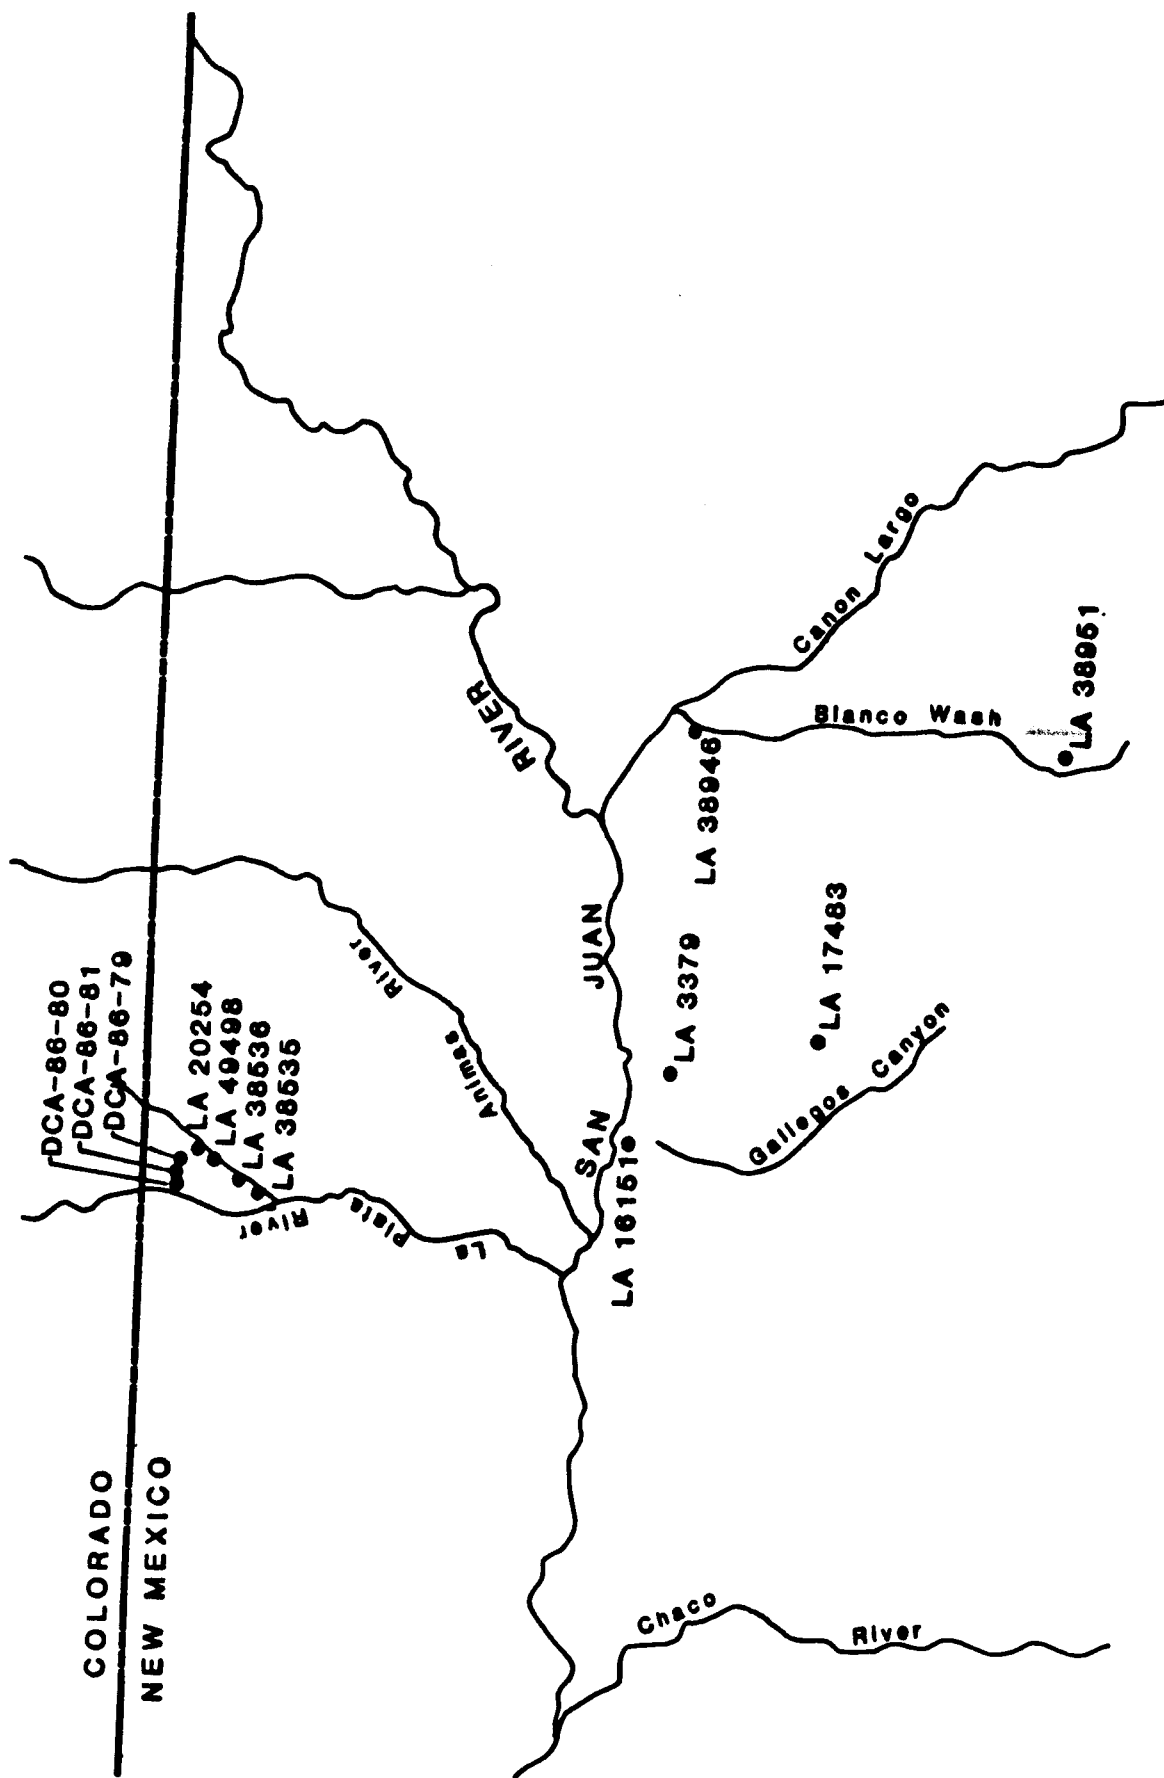 COLORADO
NEW MEXICO
DCA-86-80
DCA-86-81
DCA-86-79
LA 20254
LA 49498
LA 38536
LA 38535
La Plata River
Animas River
SAN JUAN RIVER
LA 16151
LA 3379
LA 38946
LA 17483
Gallegos Canyon
Canon Largo
Blanco Wash
LA 38951
Chaco River